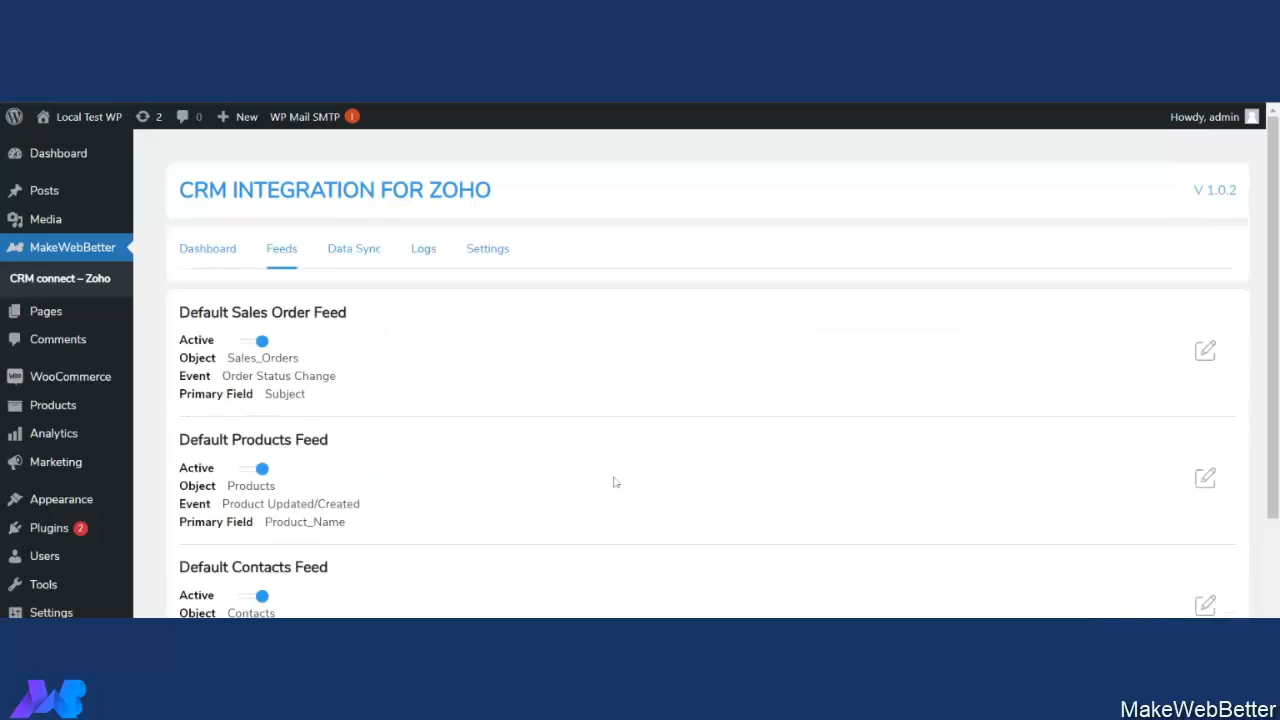 Local Test WP 2 0 New WP Mail SMTP ! Howdy, admin
Dashboard
Posts
Media
MakeWebBetter
CRM connect – Zoho
Pages
Comments
WooCommerce
Products
Analytics
Marketing
Appearance
Plugins 2
Users
Tools
Settings
CRM INTEGRATION FOR ZOHO V 1.0.2
Dashboard Feeds Data Sync Logs Settings
Default Sales Order Feed
Active
Object Sales_Orders
Event Order Status Change
Primary Field Subject
Default Products Feed
Active
Object Products
Event Product Updated/Created
Primary Field Product_Name
Default Contacts Feed
Active
Object Contacts
MakeWebBetter